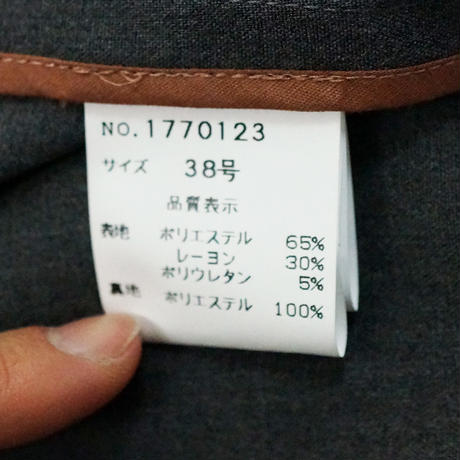 NO. 1770123
サイズ 38号
品質表示
表地 ポリエステル 65%
レーヨン 30%
ポリウレタン 5%
裏地 ポリエステル 100%